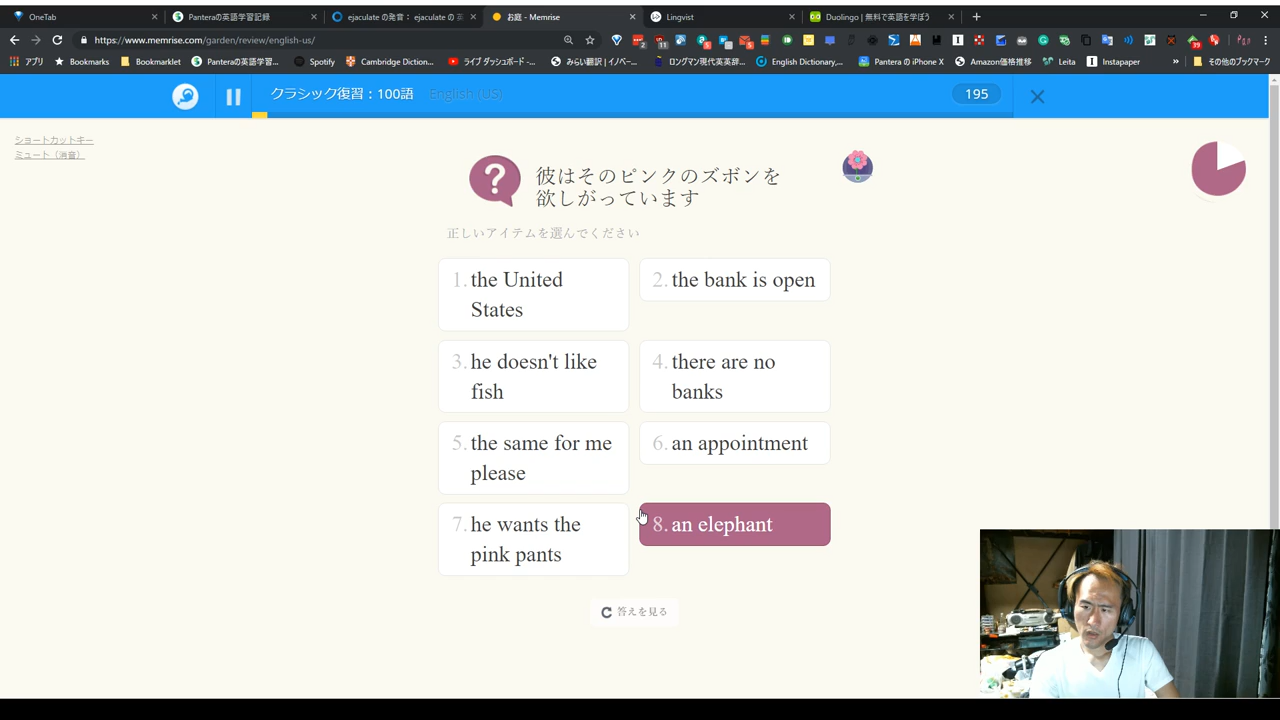 OneTab
Panteraの英語学習記録
ejaculate の発音： ejaculate の 英
お庭 - Memrise
Lingvist
Duolingo | 無料で英語を学ぼう
https://www.memrise.com/garden/review/english-us/
アプリ
Bookmarks
Bookmarklet
Panteraの英語学習...
Spotify
Cambridge Diction...
ライブ ダッシュボード -...
みらい翻訳 | イノベー...
ロングマン現代英英辞...
English Dictionary,...
Pantera の iPhone X
Amazon価格推移
Leita
Instapaper
»
その他のブックマーク
クラシック復習：100語
English (US)
195
ショートカットキー
ミュート（消音）
?
彼はそのピンクのズボンを
欲しがっています
正しいアイテムを選んでください
1. the United
States
2. the bank is open
3. he doesn't like
fish
4. there are no
banks
5. the same for me
please
6. an appointment
7. he wants the
pink pants
8. an elephant
答えを見る